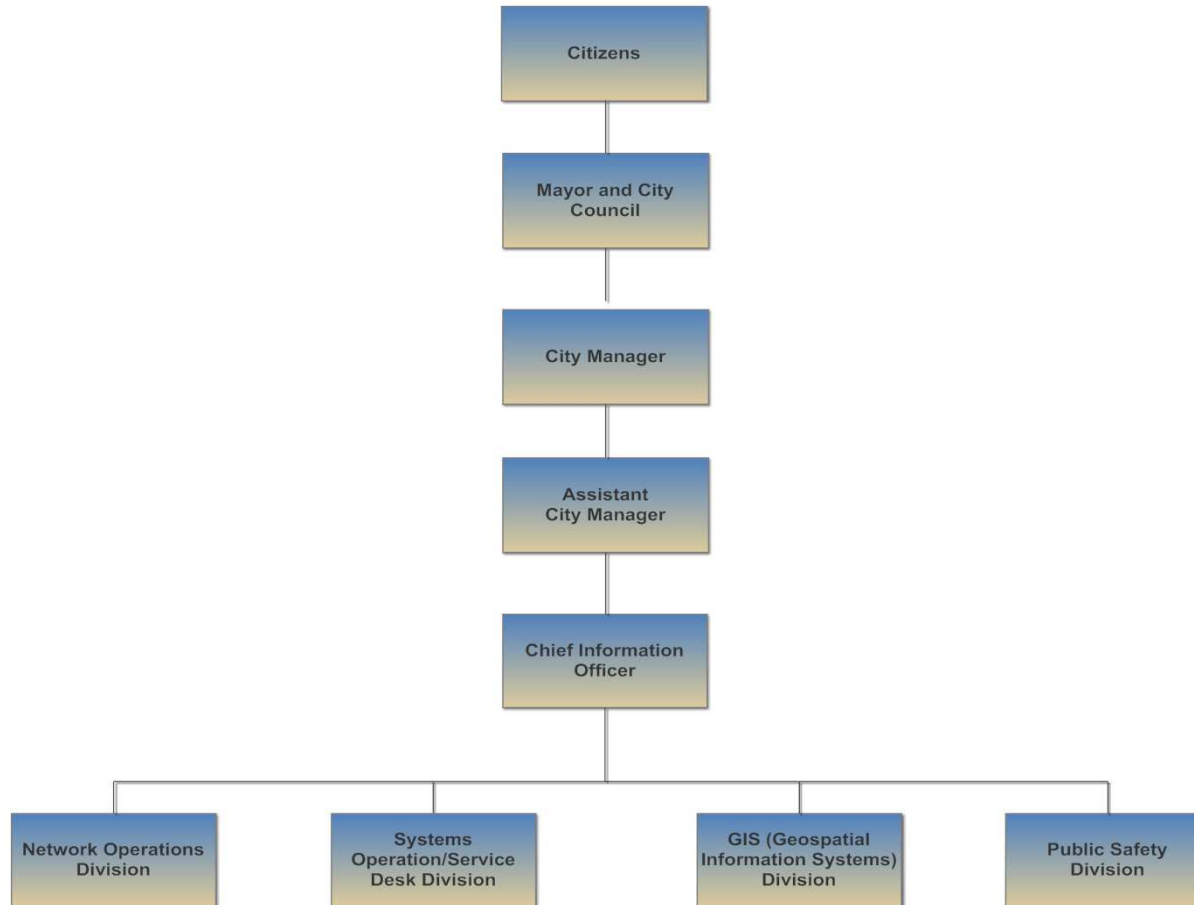 Citizens
Mayor and City
Council
City Manager
Assistant
City Manager
Chief Information
Officer
Network Operations
Division
Systems
Operation/Service
Desk Division
GIS (Geospatial
Information Systems)
Division
Public Safety
Division